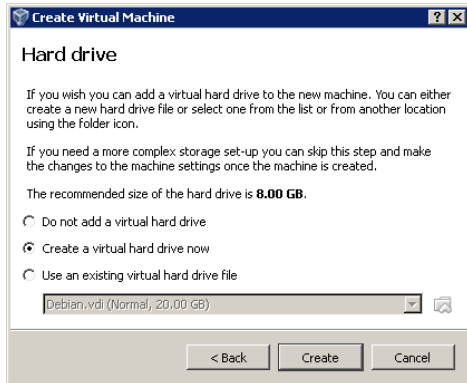 Create Virtual Machine
Hard drive
If you wish you can add a virtual hard drive to the new machine. You can either
create a new hard drive file or select one from the list or from another location
using the folder icon.
If you need a more complex storage set-up you can skip this step and make
the changes to the machine settings once the machine is created.
The recommended size of the hard drive is 8.00 GB.
Do not add a virtual hard drive
Create a virtual hard drive now
Use an existing virtual hard drive file
Debian.vdi (Normal, 20.00 GB)
< Back Create Cancel